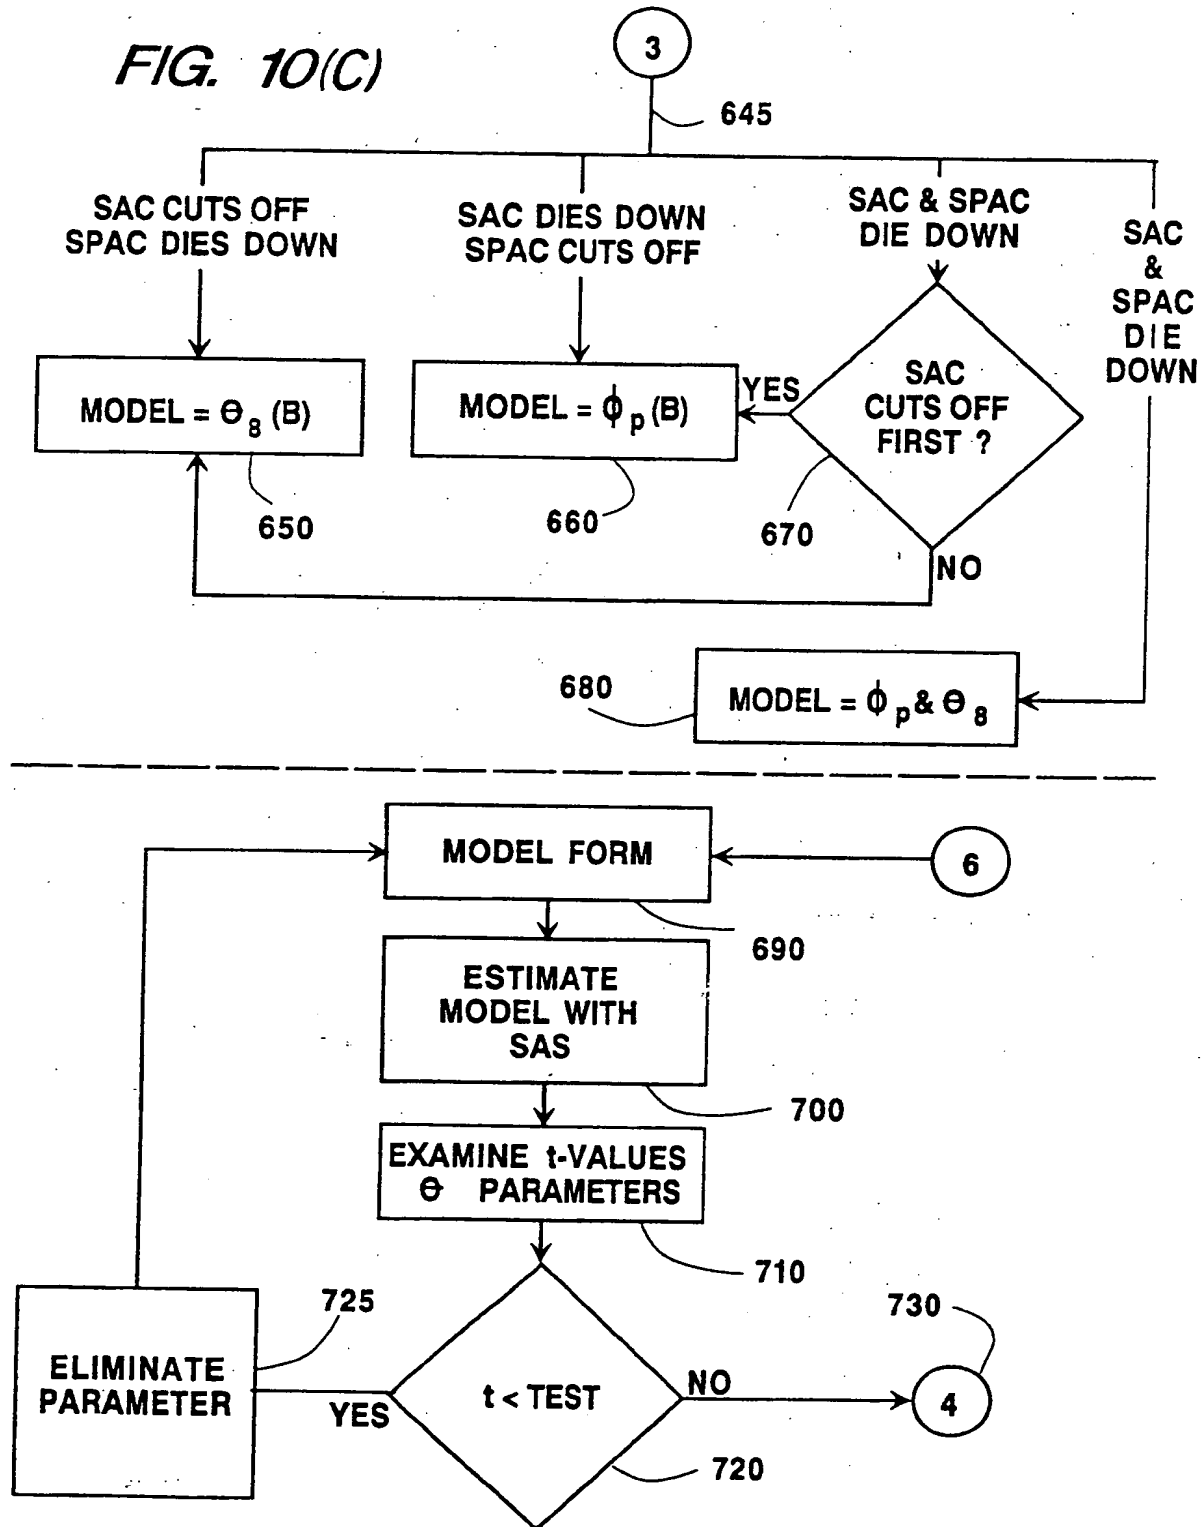 FIG. 10(C)
3
645
SAC CUTS OFF
SPAC DIES DOWN
SAC DIES DOWN
SPAC CUTS OFF
SAC & SPAC
DIE DOWN
SAC
&
SPAC
DIE
DOWN
MODEL = Θ8 (B)
650
MODEL = ϕp (B)
660
YES
SAC
CUTS OFF
FIRST ?
670
NO
680
MODEL = ϕp & Θ8
MODEL FORM
6
690
ESTIMATE
MODEL WITH
SAS
700
EXAMINE t-VALUES
Θ PARAMETERS
710
725
730
ELIMINATE
PARAMETER
YES
t < TEST
NO
4
720